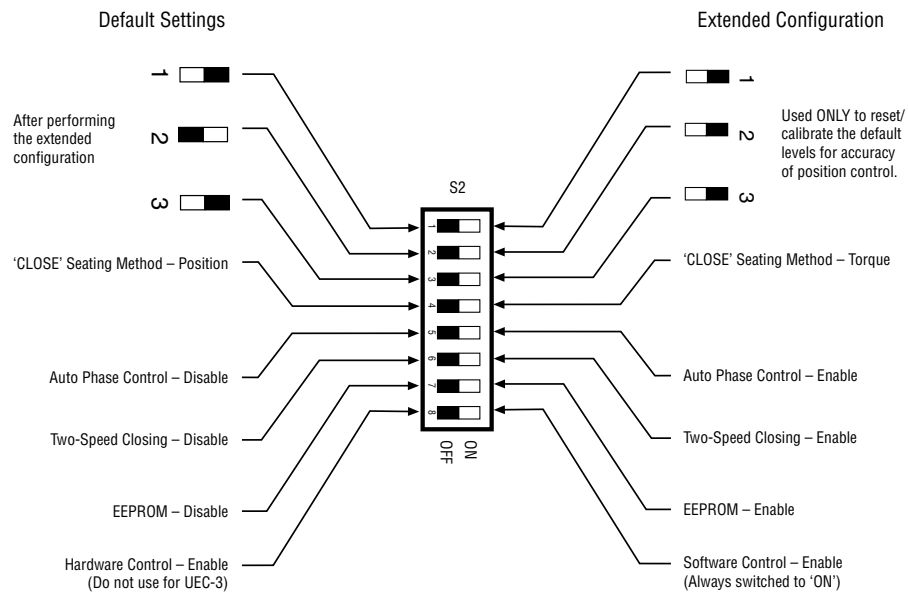 Default Settings
Extended Configuration
1
1
After performing
the extended
configuration
2
2
Used ONLY to reset/
calibrate the default
levels for accuracy
of position control.
3
3
S2
1
2
3
4
5
6
7
8
OFF
ON
'CLOSE' Seating Method – Position
'CLOSE' Seating Method – Torque
Auto Phase Control – Disable
Auto Phase Control – Enable
Two-Speed Closing – Disable
Two-Speed Closing – Enable
EEPROM – Disable
EEPROM – Enable
Hardware Control – Enable
(Do not use for UEC-3)
Software Control – Enable
(Always switched to 'ON')